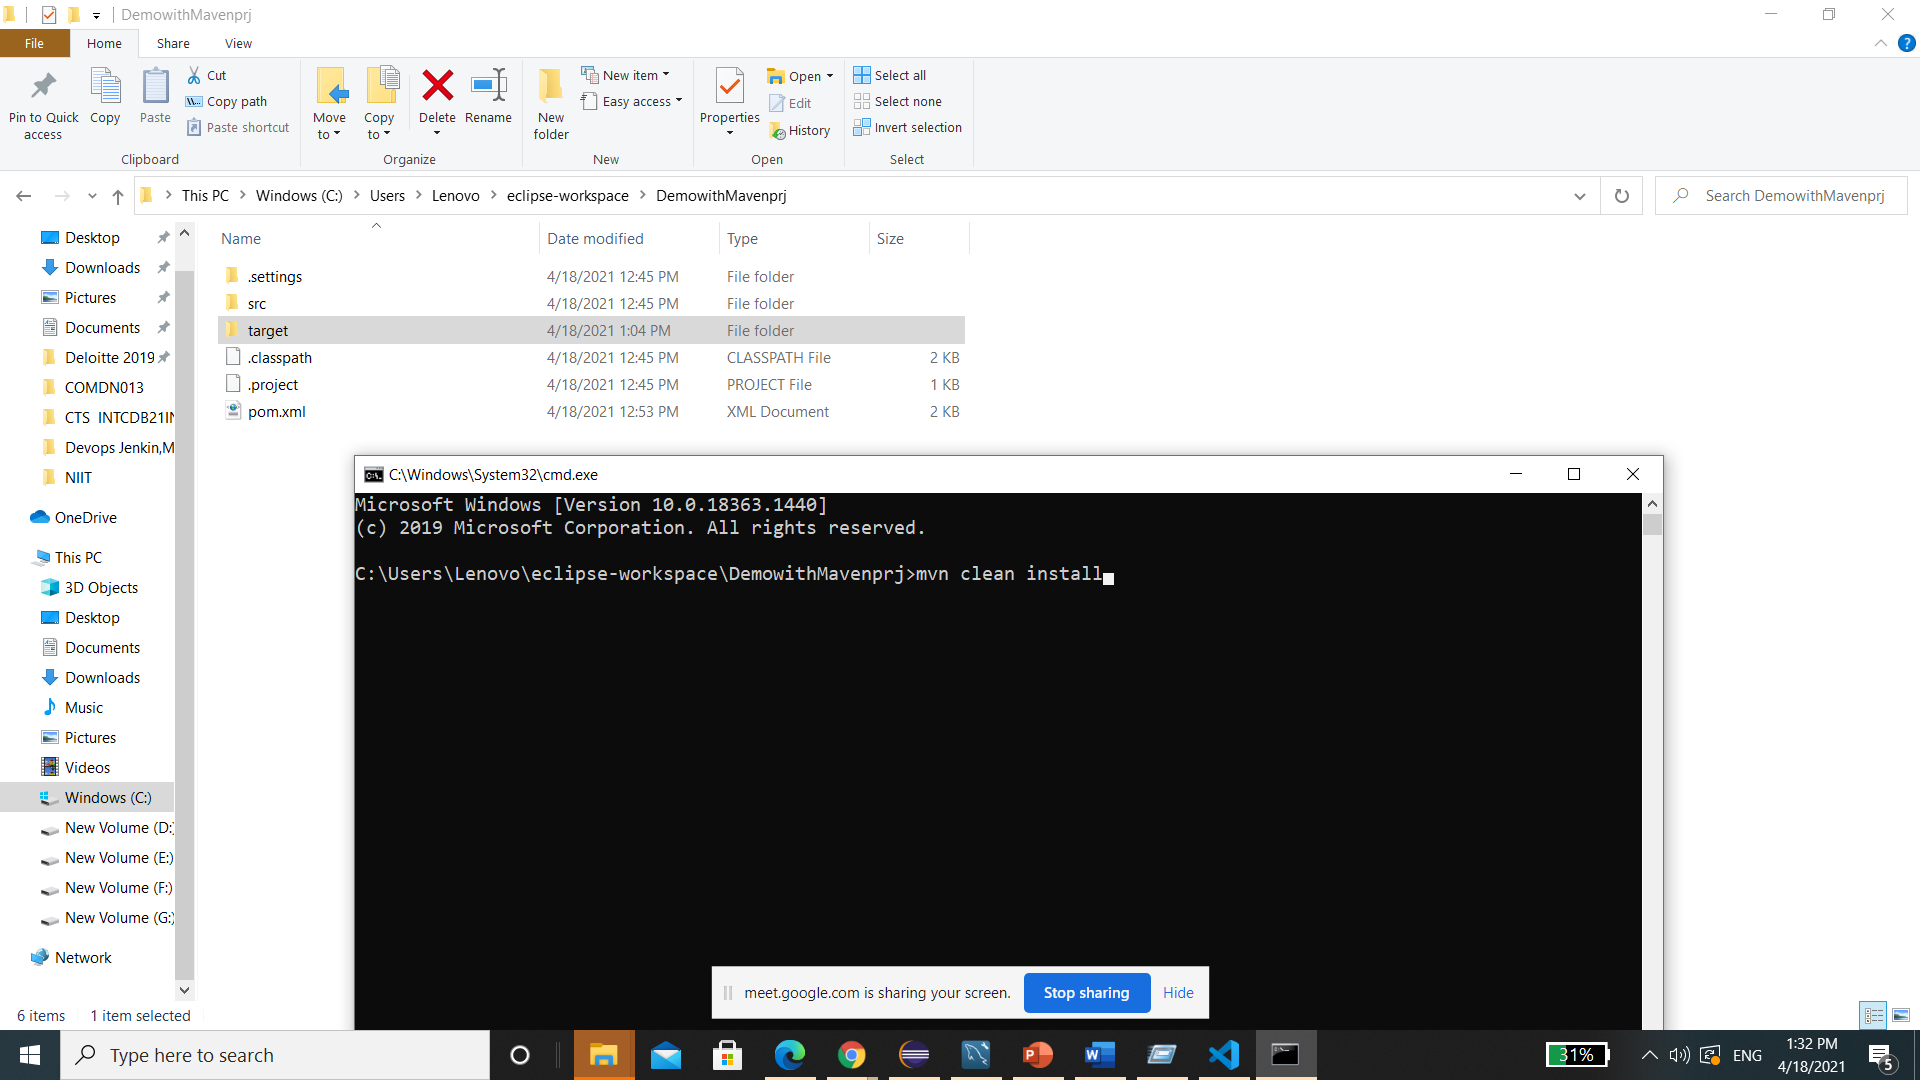 DemowithMavenprj
File Home Share View
Pin to Quick access
Copy
Paste
Cut
Copy path
Paste shortcut
Clipboard
Move to
Copy to
Delete
Rename
Organize
New folder
New item
Easy access
New
Properties
Open
Edit
History
Open
Select all
Select none
Invert selection
Select
This PC > Windows (C:) > Users > Lenovo > eclipse-workspace > DemowithMavenprj
Search DemowithMavenprj
Name Date modified Type Size
.settings 4/18/2021 12:45 PM File folder
src 4/18/2021 12:45 PM File folder
target 4/18/2021 1:04 PM File folder
.classpath 4/18/2021 12:45 PM CLASSPATH File 2 KB
.project 4/18/2021 12:45 PM PROJECT File 1 KB
pom.xml 4/18/2021 12:53 PM XML Document 2 KB
Desktop
Downloads
Pictures
Documents
Deloitte 2019
COMDN013
CTS INTCDB21IN
Devops Jenkin,M
NIIT
OneDrive
This PC
3D Objects
Desktop
Documents
Downloads
Music
Pictures
Videos
Windows (C:)
New Volume (D:)
New Volume (E:)
New Volume (F:)
New Volume (G:)
Network
6 items 1 item selected
C:\Windows\System32\cmd.exe
Microsoft Windows [Version 10.0.18363.1440]
(c) 2019 Microsoft Corporation. All rights reserved.
C:\Users\Lenovo\eclipse-workspace\DemowithMavenprj>mvn clean install
meet.google.com is sharing your screen. Stop sharing Hide
Type here to search
31%
ENG
1:32 PM
4/18/2021
5